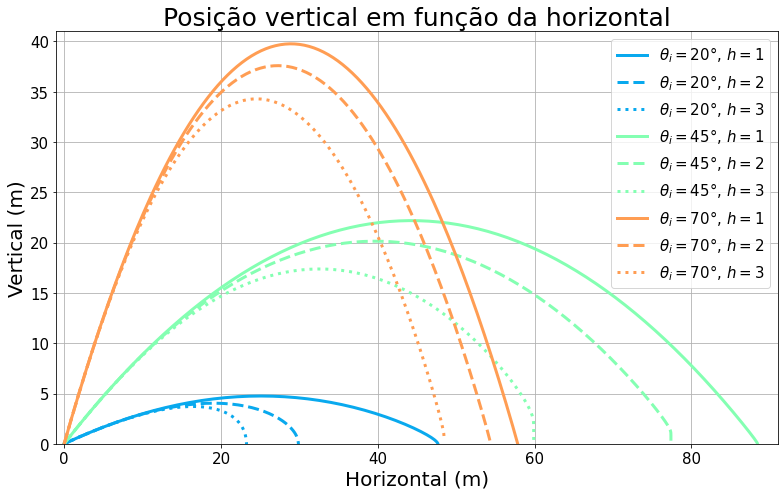 Posição vertical em função da horizontal
Vertical (m)
40
35
30
25
20
15
10
5
0
0 20 40 60 80
Horizontal (m)
θᵢ = 20°, h = 1
θᵢ = 20°, h = 2
θᵢ = 20°, h = 3
θᵢ = 45°, h = 1
θᵢ = 45°, h = 2
θᵢ = 45°, h = 3
θᵢ = 70°, h = 1
θᵢ = 70°, h = 2
θᵢ = 70°, h = 3